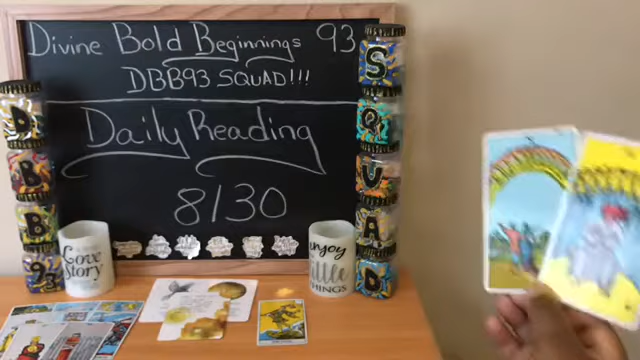 Divine Bold Beginnings 93
DBB93 SQUAD!!!
Daily Reading
8/30
D
B
B
93
S
Q
U
A
D
Love
Story
enjoy
little
THINGS